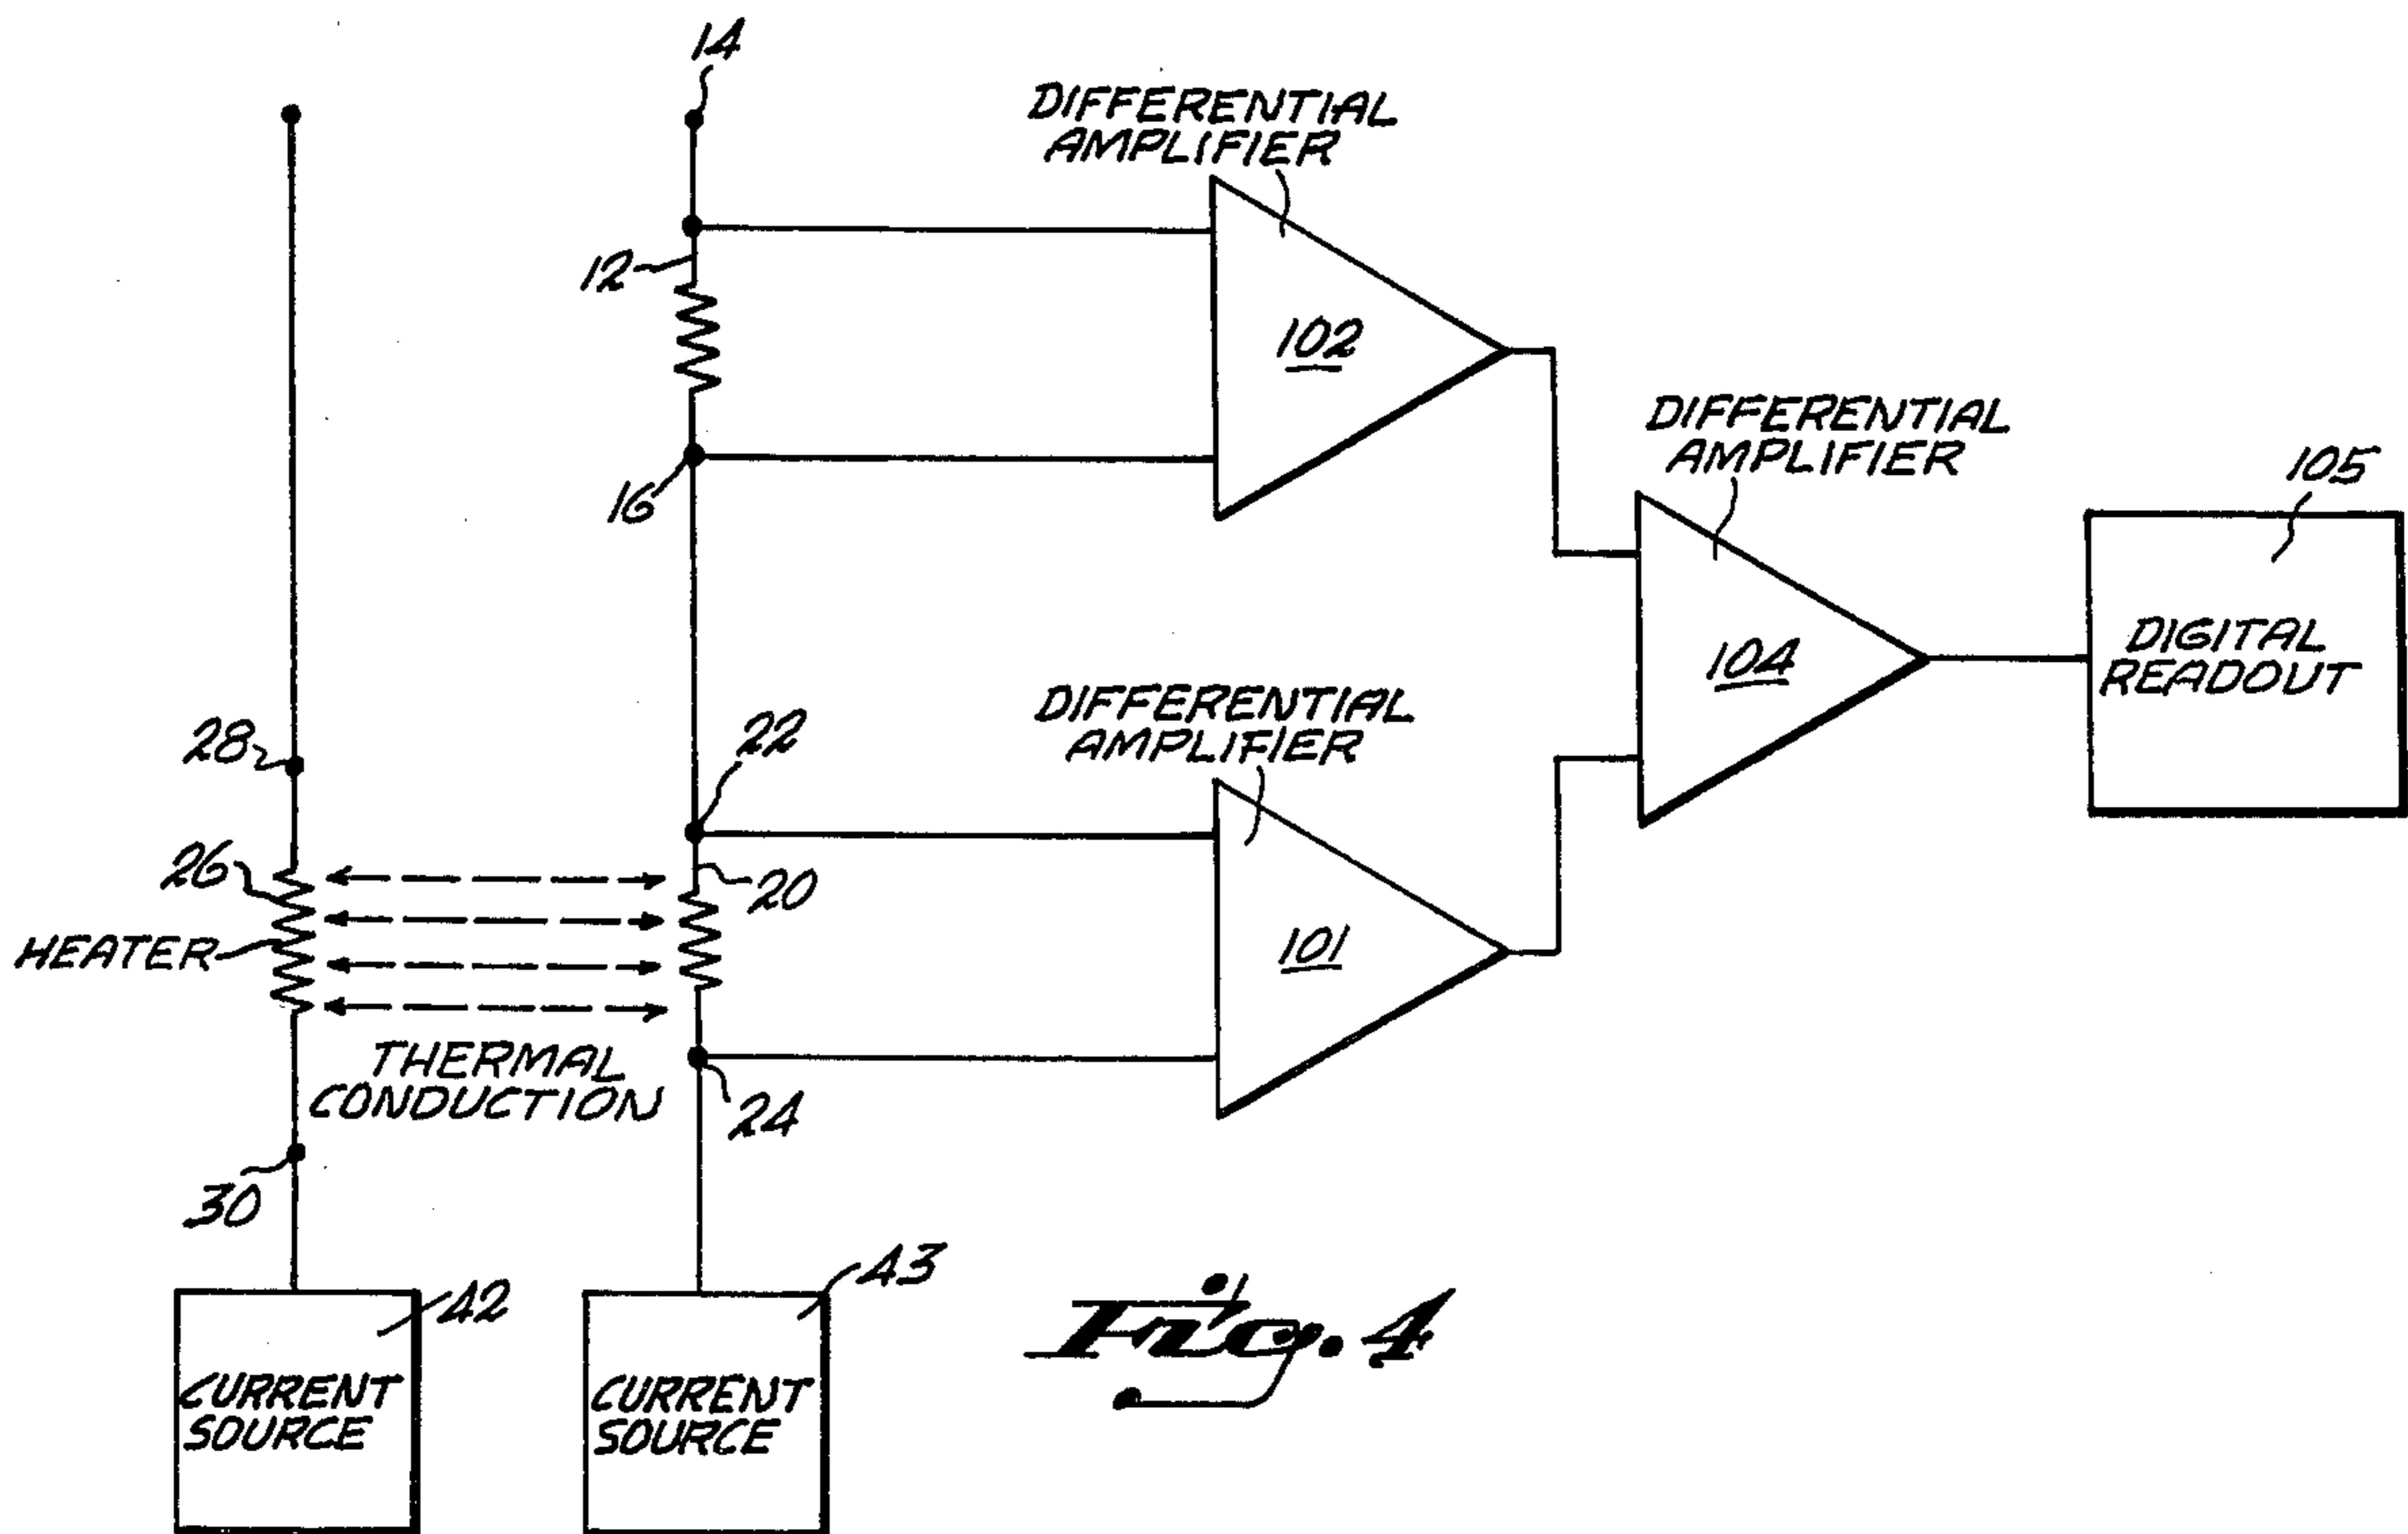 14
DIFFERENTIAL
AMPLIFIER
12
102
16
DIFFERENTIAL
AMPLIFIER
105
104
DIGITAL
READOUT
28
22
DIFFERENTIAL
AMPLIFIER
26
20
HEATER
101
THERMAL
CONDUCTION
24
30
42
CURRENT
SOURCE
43
CURRENT
SOURCE
Fig. 4